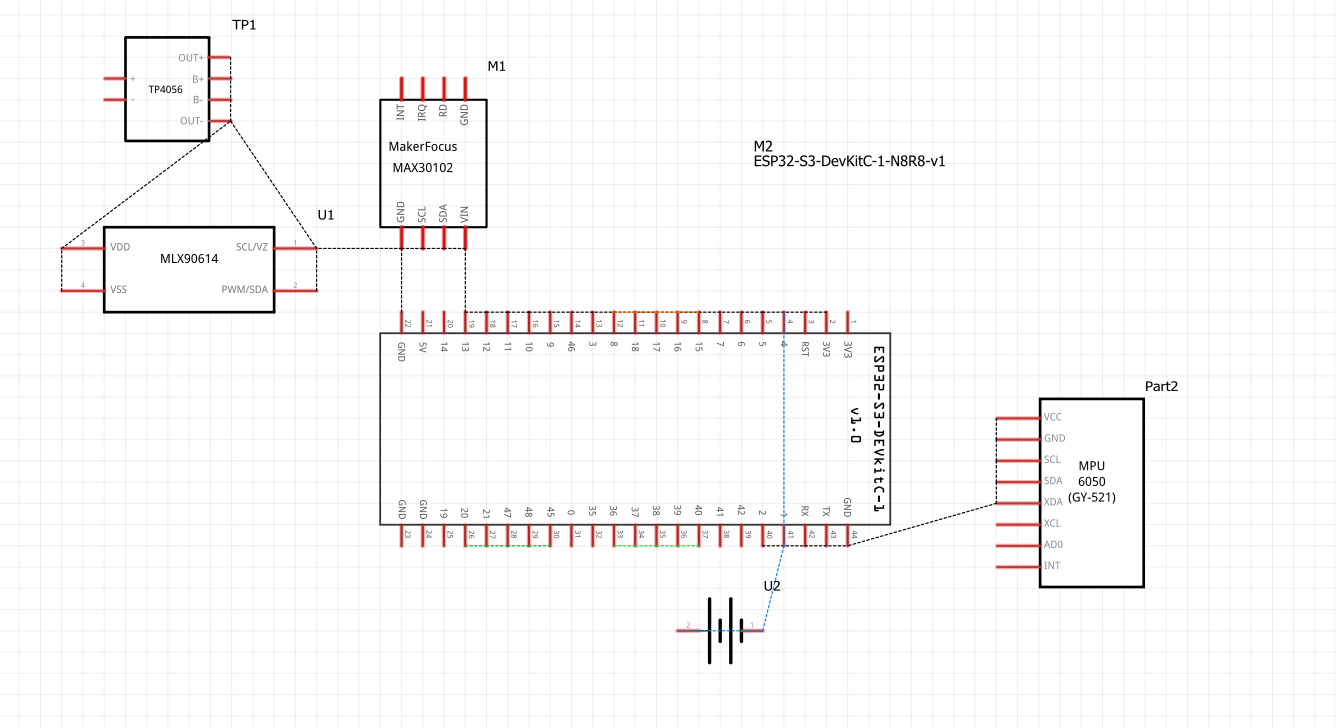 TP1
OUT+
+
B+
TP4056
-
B-
OUT-
M1
INT
IRQ
RD
GND
MakerFocus
MAX30102
GND
SCL
SDA
VIN
M2
ESP32-S3-DevKitC-1-N8R8-v1
U1
3
VDD
SCL/VZ
1
MLX90614
4
VSS
PWM/SDA
2
22
21
20
19
18
17
16
15
14
13
12
11
10
9
8
7
6
5
4
3
2
1
GND
5V
14
13
12
11
10
9
46
3
8
18
17
16
15
7
6
5
4
RST
3V3
3V3
ESP32-S3-DEVkitC-1
v1.0
GND
GND
19
20
21
47
48
45
0
35
36
37
38
39
40
41
42
2
1
RX
TX
GND
23
24
25
26
27
28
29
30
31
32
33
34
35
36
37
38
39
40
41
42
43
44
Part2
VCC
GND
SCL
SDA
XDA
XCL
AD0
INT
MPU
6050
(GY-521)
U2
2
1